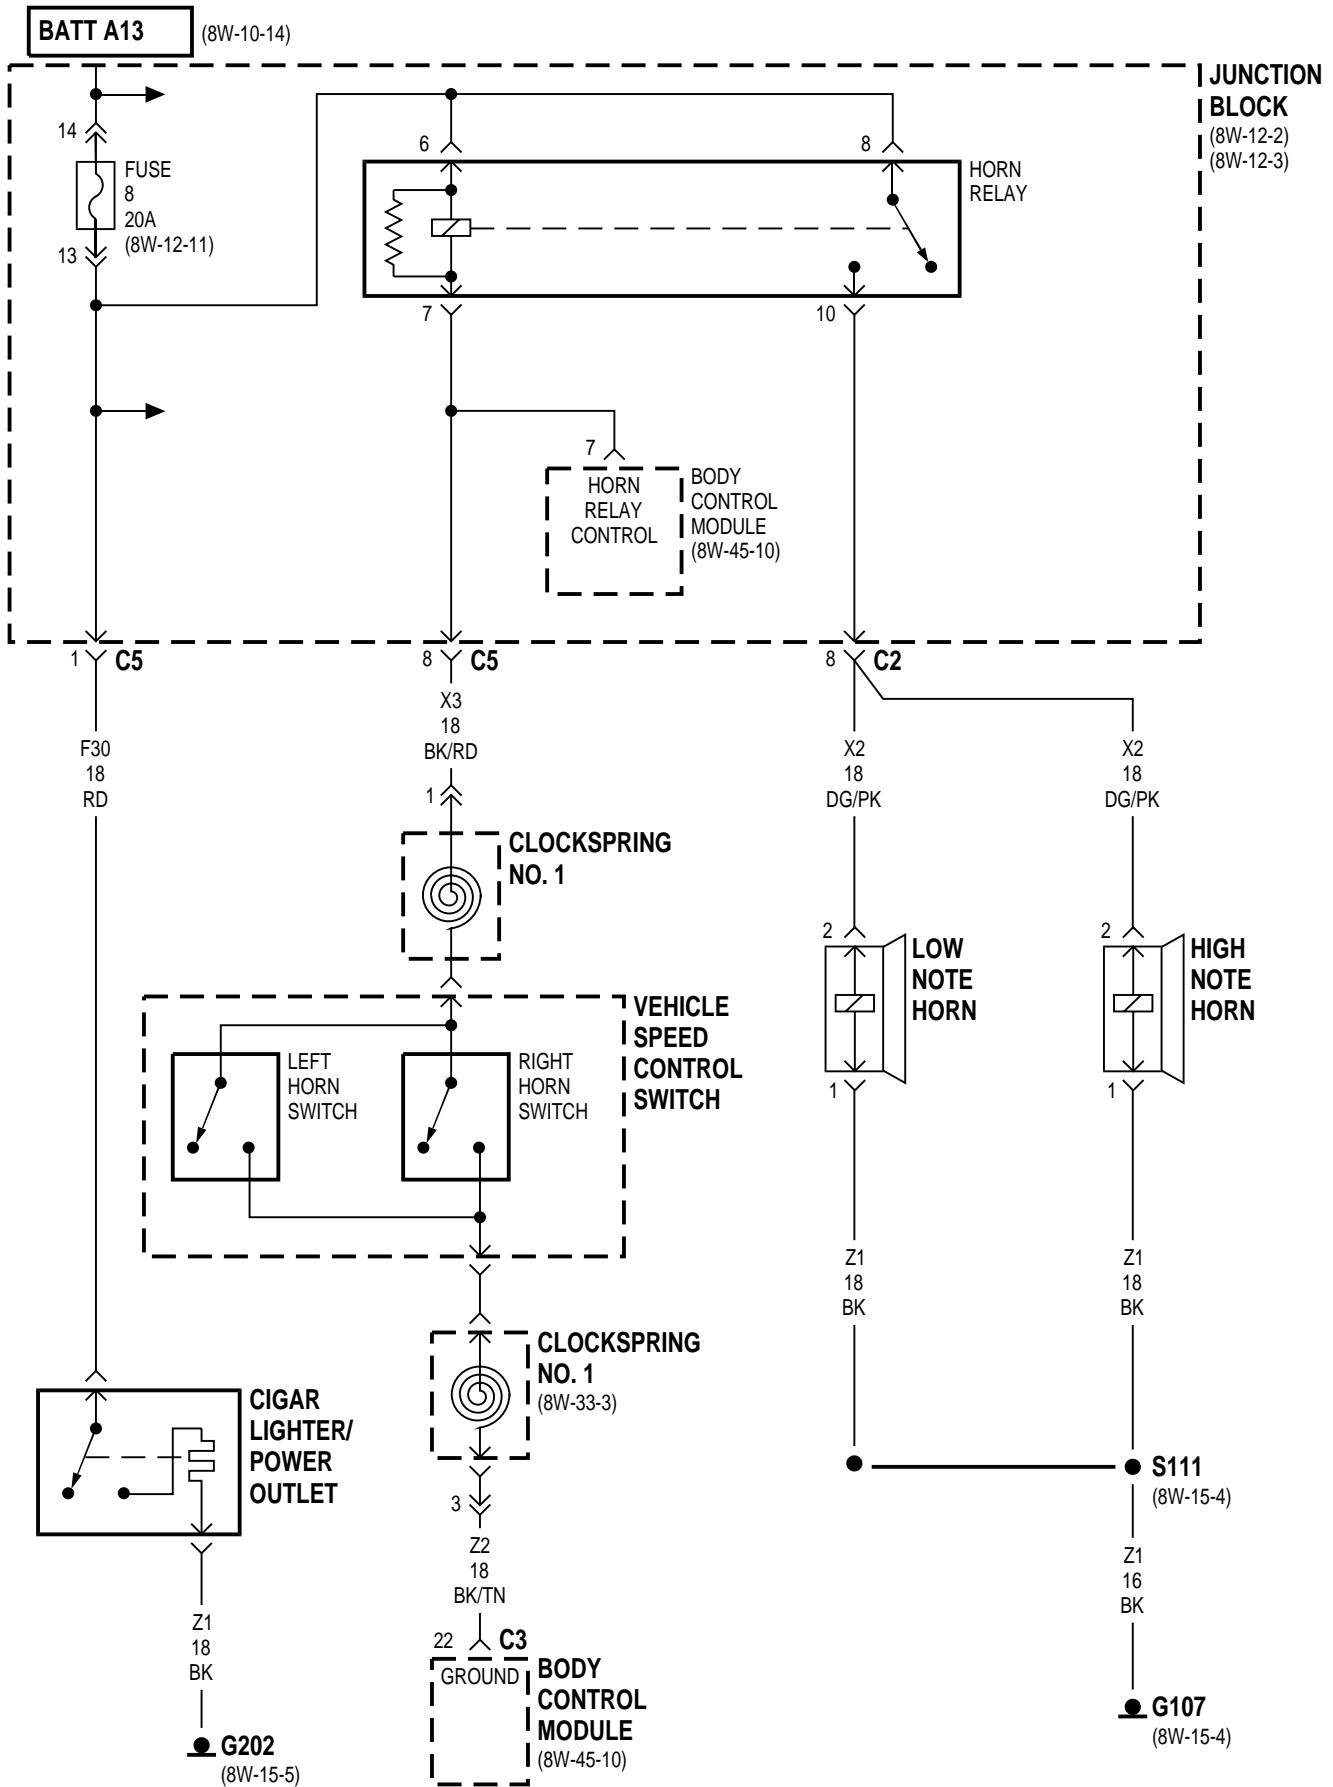 BATT A13 (8W-10-14)
JUNCTION
BLOCK
(8W-12-2)
(8W-12-3)
14
FUSE
8
20A
(8W-12-11)
13
6
8
HORN
RELAY
7
10
7
HORN
RELAY
CONTROL
BODY
CONTROL
MODULE
(8W-45-10)
1 C5
8 C5
8 C2
F30
18
RD
X3
18
BK/RD
X2
18
DG/PK
X2
18
DG/PK
1
CLOCKSPRING
NO. 1
2
LOW
NOTE
HORN
1
2
HIGH
NOTE
HORN
1
VEHICLE
SPEED
CONTROL
SWITCH
LEFT
HORN
SWITCH
RIGHT
HORN
SWITCH
Z1
18
BK
Z1
18
BK
CLOCKSPRING
NO. 1
(8W-33-3)
CIGAR
LIGHTER/
POWER
OUTLET
3
Z2
18
BK/TN
S111
(8W-15-4)
Z1
16
BK
Z1
18
BK
22 C3
GROUND
BODY
CONTROL
MODULE
(8W-45-10)
G107
(8W-15-4)
G202
(8W-15-5)